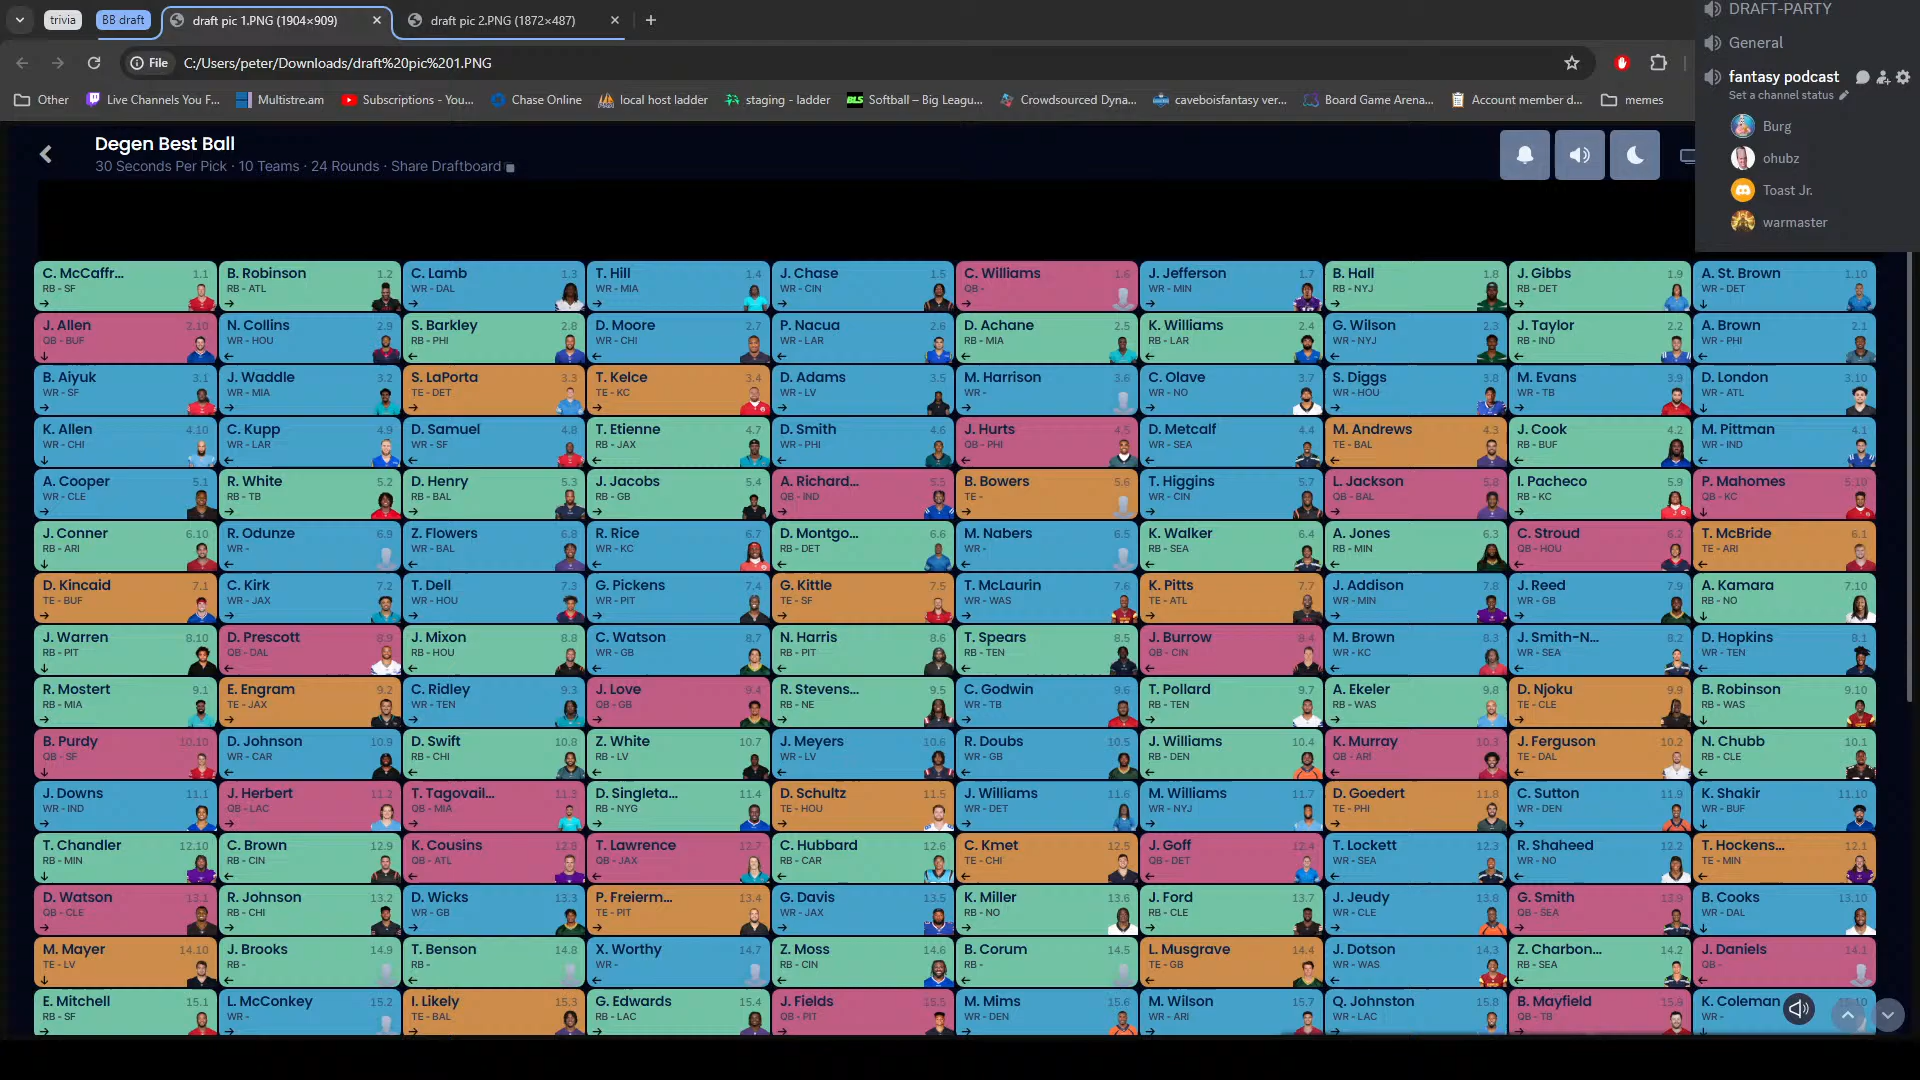 trivia
BB draft
draft pic 1.PNG (1904×909)
draft pic 2.PNG (1872×487)
File
C:/Users/peter/Downloads/draft%20pic%201.PNG
Other
Live Channels You F...
Multistre.am
Subscriptions - You...
Chase Online
local host ladder
staging - ladder
Softball – Big Leagu...
Crowdsourced Dyna...
caveboisfantasy ver...
Board Game Arena...
Account member d...
memes
DRAFT-PARTY
General
fantasy podcast
Set a channel status
Burg
ohubz
Toast Jr.
warmaster
Degen Best Ball
30 Seconds Per Pick · 10 Teams · 24 Rounds · Share Draftboard
C. McCaffr... 1.1 B. Robinson 1.2 C. Lamb 1.3 T. Hill 1.4 J. Chase 1.5 C. Williams 1.6 J. Jefferson 1.7 B. Hall 1.8 J. Gibbs 1.9 A. St. Brown 1.10
RB - SF RB - ATL WR - DAL WR - MIA WR - CIN QB - WR - MIN RB - NYJ RB - DET WR - DET
J. Allen 2.10 N. Collins 2.9 S. Barkley 2.8 D. Moore 2.7 P. Nacua 2.6 D. Achane 2.5 K. Williams 2.4 G. Wilson 2.3 J. Taylor 2.2 A. Brown 2.1
QB - BUF WR - HOU RB - PHI WR - CHI WR - LAR RB - MIA RB - LAR WR - NYJ RB - IND WR - PHI
B. Aiyuk 3.1 J. Waddle 3.2 S. LaPorta 3.3 T. Kelce 3.4 D. Adams 3.5 M. Harrison 3.6 C. Olave 3.7 S. Diggs 3.8 M. Evans 3.9 D. London 3.10
WR - SF WR - MIA TE - DET TE - KC WR - LV WR - WR - NO WR - HOU WR - TB WR - ATL
K. Allen 4.10 C. Kupp 4.9 D. Samuel 4.8 T. Etienne 4.7 D. Smith 4.6 J. Hurts 4.5 D. Metcalf 4.4 M. Andrews 4.3 J. Cook 4.2 M. Pittman 4.1
WR - CHI WR - LAR WR - SF RB - JAX WR - PHI QB - PHI WR - SEA TE - BAL RB - BUF WR - IND
A. Cooper 5.1 R. White 5.2 D. Henry 5.3 J. Jacobs 5.4 A. Richard... 5.5 B. Bowers 5.6 T. Higgins 5.7 L. Jackson 5.8 I. Pacheco 5.9 P. Mahomes 5.10
WR - CLE RB - TB RB - BAL RB - GB QB - IND TE - WR - CIN QB - BAL RB - KC QB - KC
J. Conner 6.10 R. Odunze 6.9 Z. Flowers 6.8 R. Rice 6.7 D. Montgo... 6.6 M. Nabers 6.5 K. Walker 6.4 A. Jones 6.3 C. Stroud 6.2 T. McBride 6.1
RB - ARI WR - WR - BAL WR - KC RB - DET WR - RB - SEA RB - MIN QB - HOU TE - ARI
D. Kincaid 7.1 C. Kirk 7.2 T. Dell 7.3 G. Pickens 7.4 G. Kittle 7.5 T. McLaurin 7.6 K. Pitts 7.7 J. Addison 7.8 J. Reed 7.9 A. Kamara 7.10
TE - BUF WR - JAX WR - HOU WR - PIT TE - SF WR - WAS TE - ATL WR - MIN WR - GB RB - NO
J. Warren 8.10 D. Prescott 8.9 J. Mixon 8.8 C. Watson 8.7 N. Harris 8.6 T. Spears 8.5 J. Burrow 8.4 M. Brown 8.3 J. Smith-N... 8.2 D. Hopkins 8.1
RB - PIT QB - DAL RB - HOU WR - GB RB - PIT RB - TEN QB - CIN WR - KC WR - SEA WR - TEN
R. Mostert 9.1 E. Engram 9.2 C. Ridley 9.3 J. Love 9.4 R. Stevens... 9.5 C. Godwin 9.6 T. Pollard 9.7 A. Ekeler 9.8 D. Njoku 9.9 B. Robinson 9.10
RB - MIA TE - JAX WR - TEN QB - GB RB - NE WR - TB RB - TEN RB - WAS TE - CLE RB - WAS
B. Purdy 10.10 D. Johnson 10.9 D. Swift 10.8 Z. White 10.7 J. Meyers 10.6 R. Doubs 10.5 J. Williams 10.4 K. Murray 10.3 J. Ferguson 10.2 N. Chubb 10.1
QB - SF WR - CAR RB - CHI RB - LV WR - LV WR - GB RB - DEN QB - ARI TE - DAL RB - CLE
J. Downs 11.1 J. Herbert 11.2 T. Tagovail... 11.3 D. Singleta... 11.4 D. Schultz 11.5 J. Williams 11.6 M. Williams 11.7 D. Goedert 11.8 C. Sutton 11.9 K. Shakir 11.10
WR - IND QB - LAC QB - MIA RB - NYG TE - HOU WR - DET WR - NYJ TE - PHI WR - DEN WR - BUF
T. Chandler 12.10 C. Brown 12.9 K. Cousins 12.8 T. Lawrence 12.7 C. Hubbard 12.6 C. Kmet 12.5 J. Goff 12.4 T. Lockett 12.3 R. Shaheed 12.2 T. Hockens... 12.1
RB - MIN RB - CIN QB - ATL QB - JAX RB - CAR TE - CHI QB - DET WR - SEA WR - NO TE - MIN
D. Watson 13.1 R. Johnson 13.2 D. Wicks 13.3 P. Freierm... 13.4 G. Davis 13.5 K. Miller 13.6 J. Ford 13.7 J. Jeudy 13.8 G. Smith 13.9 B. Cooks 13.10
QB - CLE RB - CHI WR - GB TE - PIT WR - JAX RB - NO RB - CLE WR - CLE QB - SEA WR - DAL
M. Mayer 14.10 J. Brooks 14.9 T. Benson 14.8 X. Worthy 14.7 Z. Moss 14.6 B. Corum 14.5 L. Musgrave 14.4 J. Dotson 14.3 Z. Charbon... 14.2 J. Daniels 14.1
TE - LV RB - RB - WR - RB - CIN RB - TE - GB WR - WAS RB - SEA QB -
E. Mitchell 15.1 L. McConkey 15.2 I. Likely 15.3 G. Edwards 15.4 J. Fields 15.5 M. Mims 15.6 M. Wilson 15.7 Q. Johnston 15.8 B. Mayfield 15.9 K. Coleman 15.10
RB - SF WR - TE - BAL RB - LAC QB - PIT WR - DEN WR - ARI WR - LAC QB - TB WR -